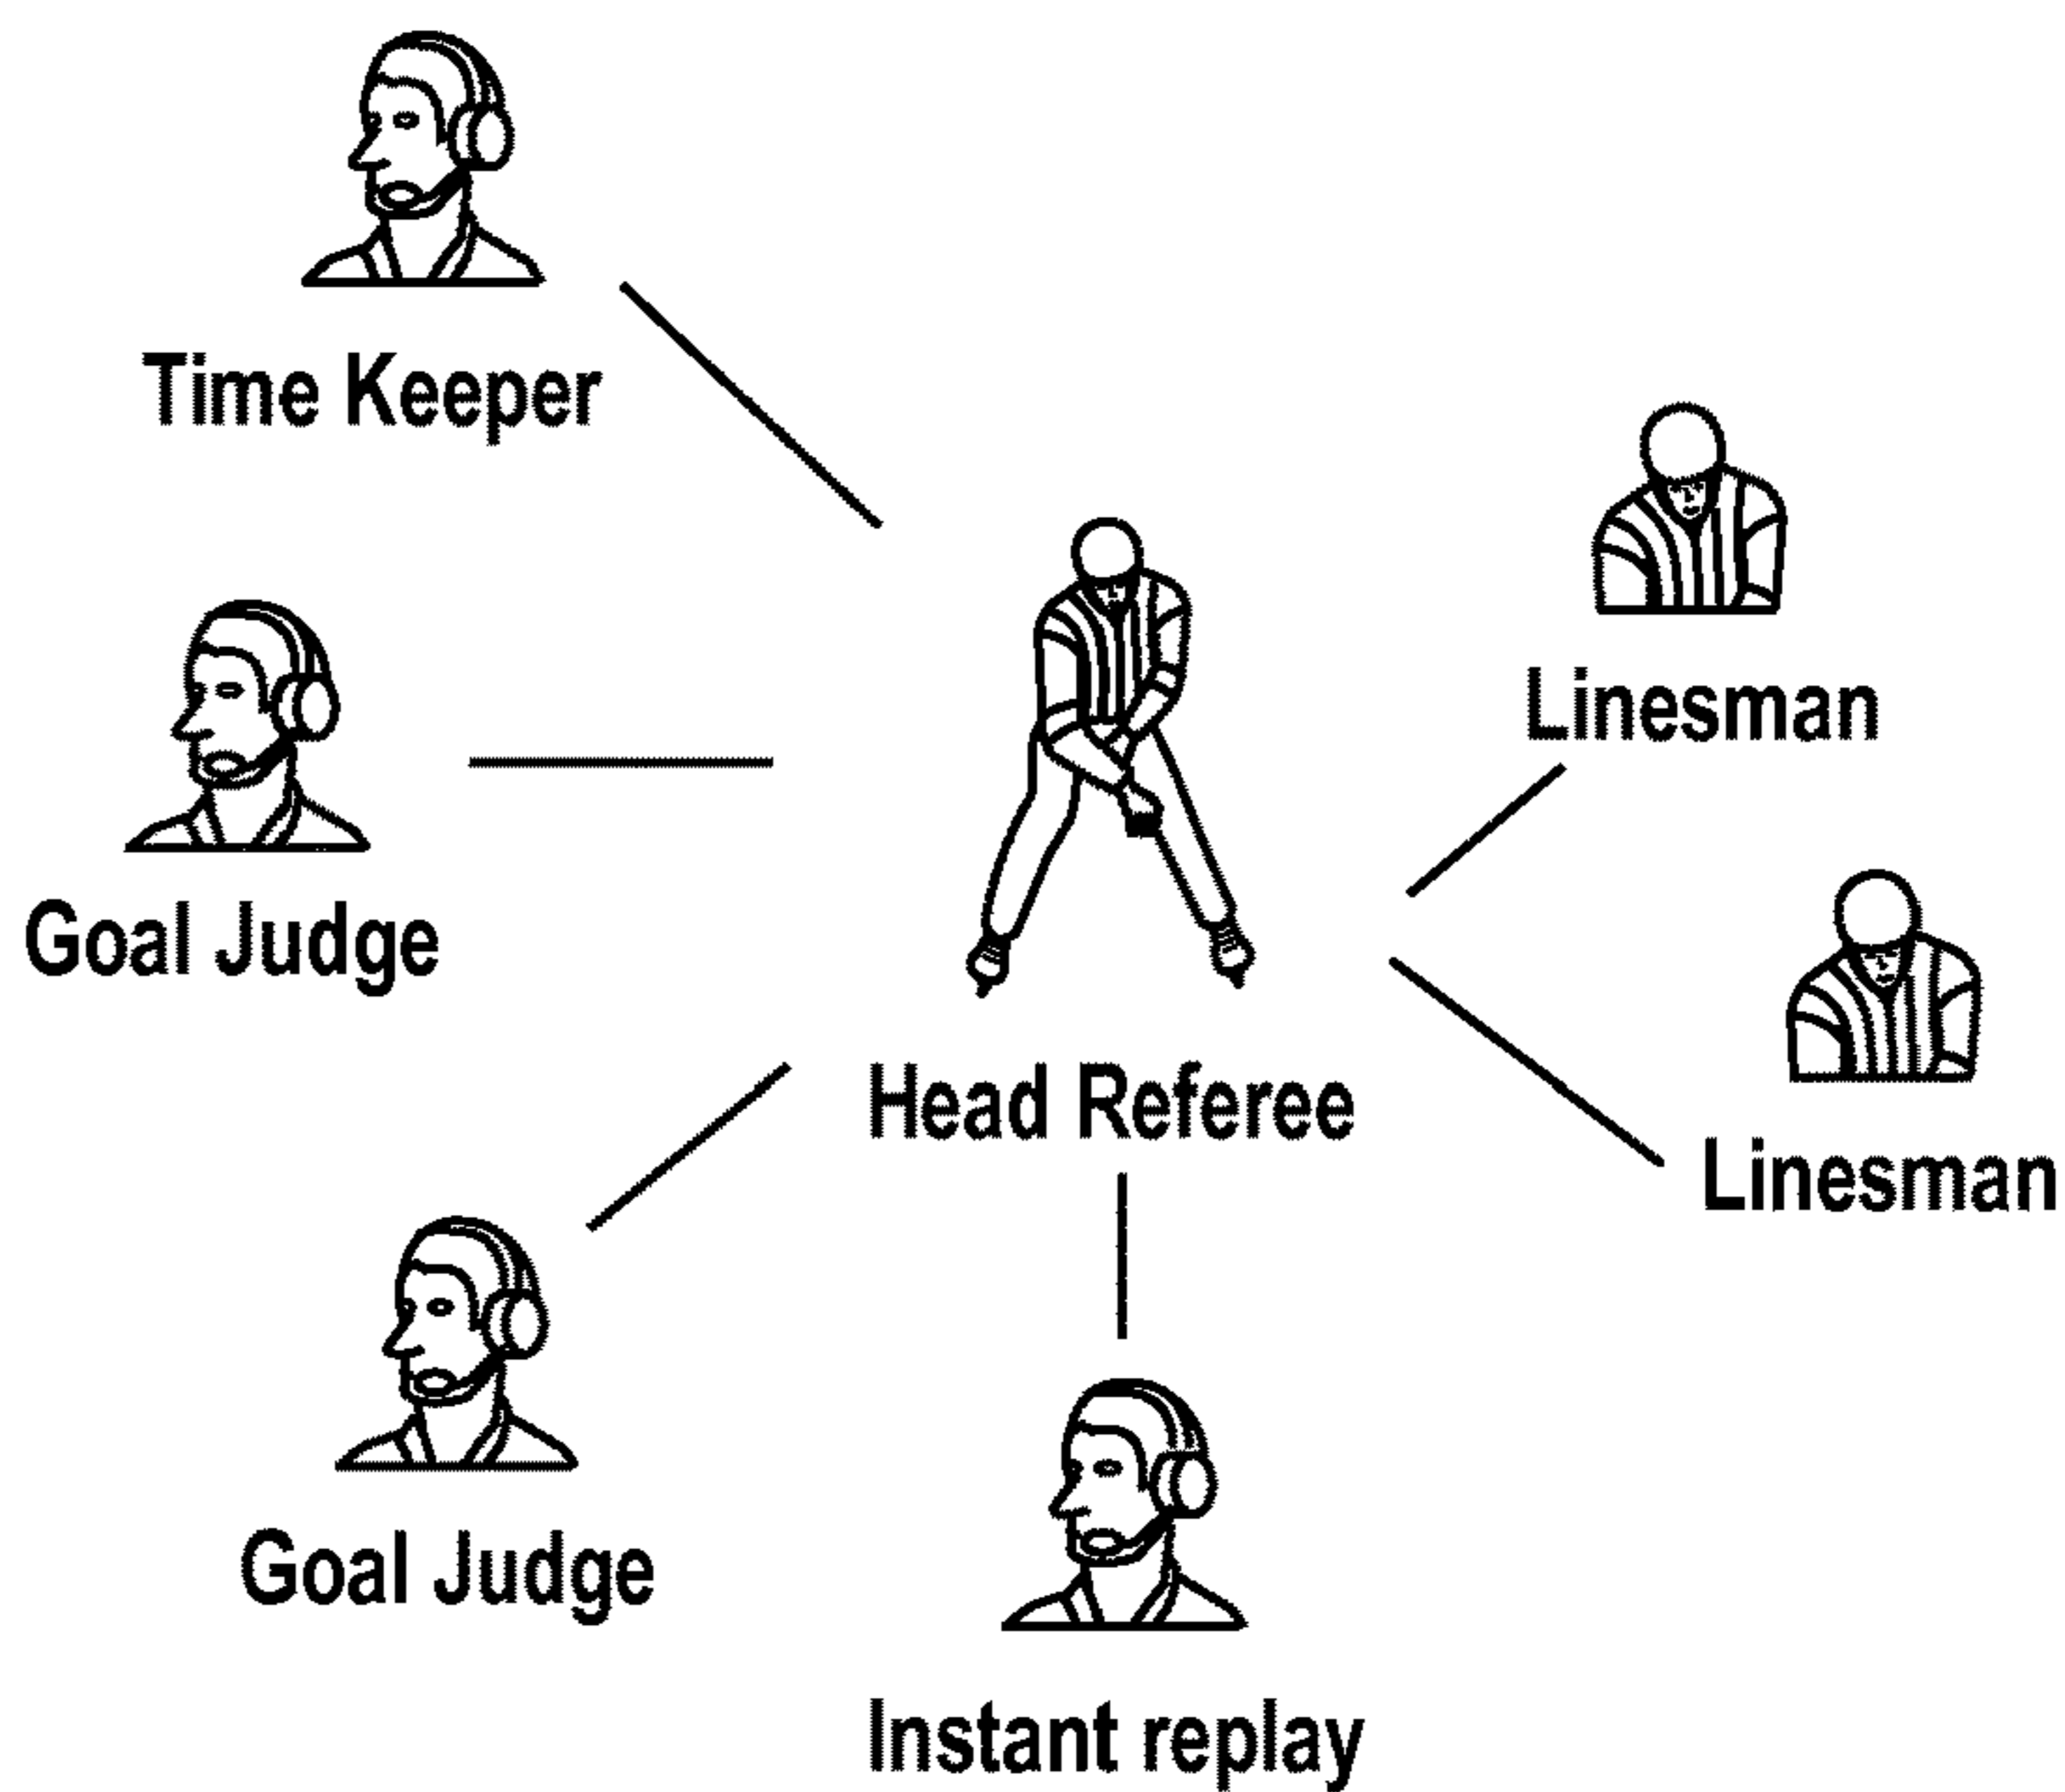 Time Keeper
Linesman
Goal Judge
Head Referee
Linesman
Goal Judge
Instant replay